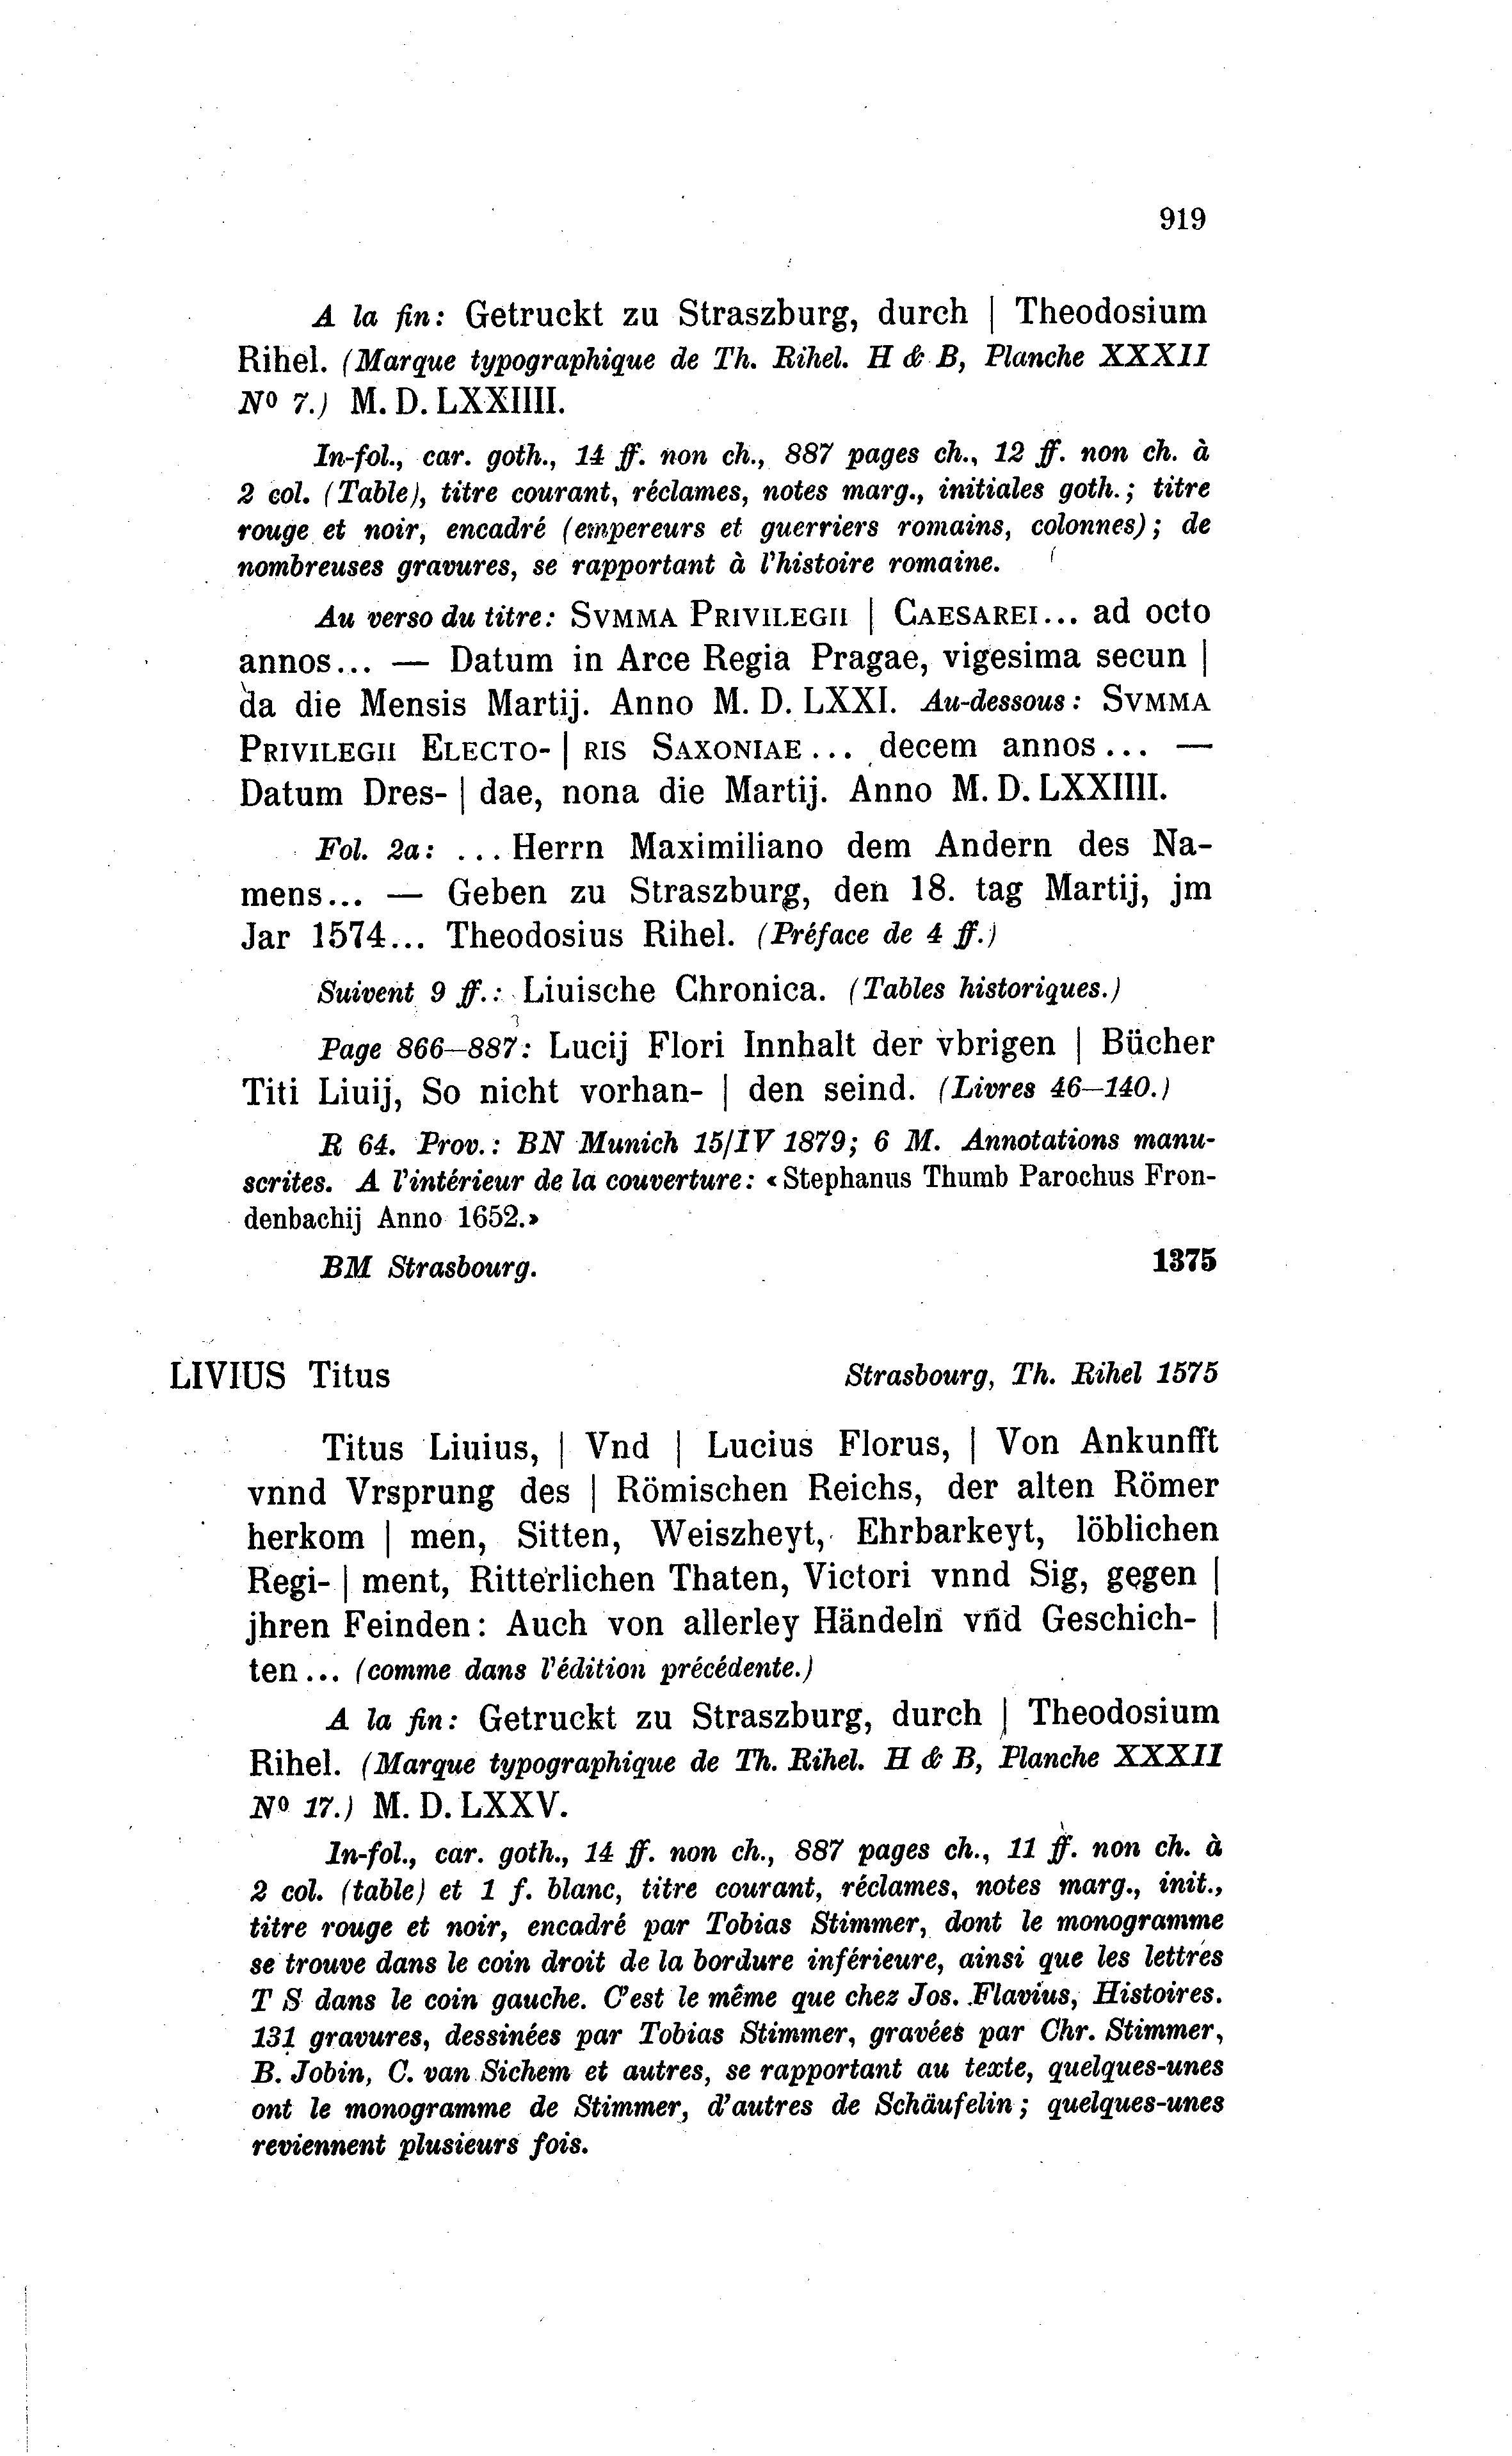 919
A la fin: Getruckt zu Straszburg, durch | Theodosium
Rihel. (Marque typographique de Th. Rihel. H & B, Planche XXXII
No 7.) M. D. LXXIIII.
In-fol., car. goth., 14 ff. non ch., 887 pages ch., 12 ff. non ch. à
2 col. (Table), titre courant, réclames, notes marg., initiales goth.; titre
rouge et noir, encadré (empereurs et guerriers romains, colonnes); de
nombreuses gravures, se rapportant à l'histoire romaine.
Au verso du titre: SVMMA PRIVILEGII | CAESAREI... ad octo
annos... — Datum in Arce Regia Pragae, vigesima secun |
da die Mensis Martij. Anno M. D. LXXI. Au-dessous: SVMMA
PRIVILEGII ELECTO- | RIS SAXONIAE... decem annos... —
Datum Dres- | dae, nona die Martij. Anno M. D. LXXIIII.
Fol. 2a: ... Herrn Maximiliano dem Andern des Na-
mens... — Geben zu Straszburg, den 18. tag Martij, jm
Jar 1574... Theodosius Rihel. (Préface de 4 ff.)
Suivent 9 ff.: Liuische Chronica. (Tables historiques.)
Page 866—887: Lucij Flori Innhalt der vbrigen | Bücher
Titi Liuij, So nicht vorhan- | den seind. (Livres 46—140.)
R 64. Prov.: BN Munich 15/IV 1879; 6 M. Annotations manu-
scrites. A l'intérieur de la couverture: «Stephanus Thumb Parochus Fron-
denbachij Anno 1652.»
BM Strasbourg. 1375
LIVIUS Titus Strasbourg, Th. Rihel 1575
Titus Liuius, | Vnd | Lucius Florus, | Von Ankunfft
vnnd Vrsprung des | Römischen Reichs, der alten Römer
herkom | men, Sitten, Weiszheyt, Ehrbarkeyt, löblichen
Regi- | ment, Ritterlichen Thaten, Victori vnnd Sig, gegen |
jhren Feinden: Auch von allerley Händeln vñd Geschich- |
ten... (comme dans l'édition précédente.)
A la fin: Getruckt zu Straszburg, durch | Theodosium
Rihel. (Marque typographique de Th. Rihel. H & B, Planche XXXII
No 17.) M. D. LXXV.
In-fol., car. goth., 14 ff. non ch., 887 pages ch., 11 ff. non ch. à
2 col. (table) et 1 f. blanc, titre courant, réclames, notes marg., init.,
titre rouge et noir, encadré par Tobias Stimmer, dont le monogramme
se trouve dans le coin droit de la bordure inférieure, ainsi que les lettres
T S dans le coin gauche. C'est le même que chez Jos. Flavius, Histoires.
131 gravures, dessinées par Tobias Stimmer, gravées par Chr. Stimmer,
B. Jobin, C. van Sichem et autres, se rapportant au texte, quelques-unes
ont le monogramme de Stimmer, d'autres de Schäufelin; quelques-unes
reviennent plusieurs fois.